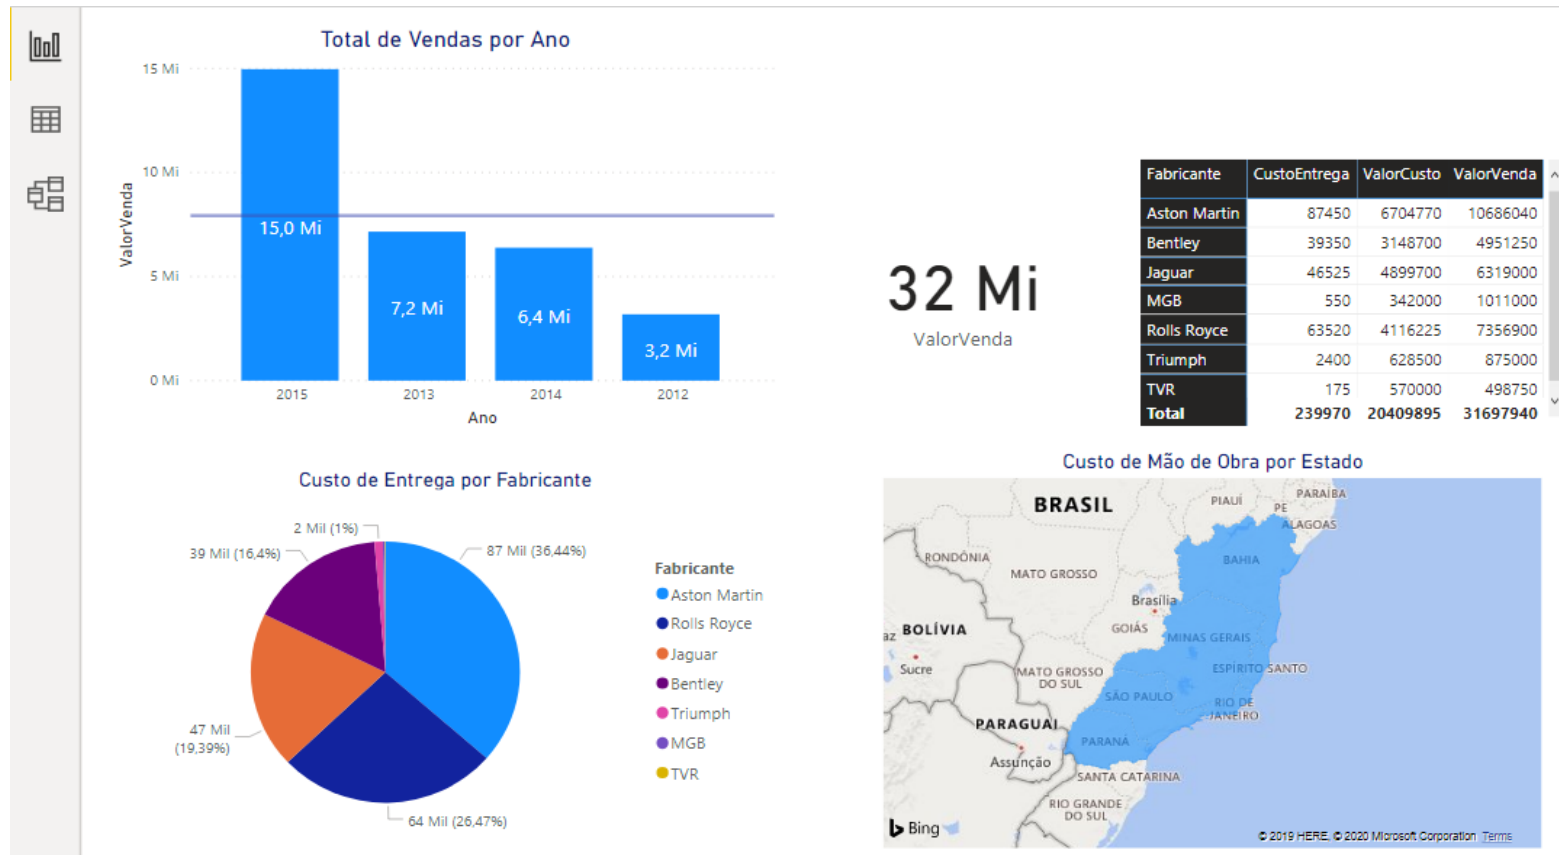 Total de Vendas por Ano
15 Mi
10 Mi
5 Mi
0 Mi
ValorVenda
15,0 Mi
7,2 Mi
6,4 Mi
3,2 Mi
2015 2013 2014 2012
Ano
32 Mi
ValorVenda
Fabricante CustoEntrega ValorCusto ValorVenda
Aston Martin 87450 6704770 10686040
Bentley 39350 3148700 4951250
Jaguar 46525 4899700 6319000
MGB 550 342000 1011000
Rolls Royce 63520 4116225 7356900
Triumph 2400 628500 875000
TVR 175 570000 498750
Total 239970 20409895 31697940
Custo de Entrega por Fabricante
2 Mil (1%)
39 Mil (16,4%)
87 Mil (36,44%)
47 Mil
(19,39%)
64 Mil (26,47%)
Fabricante
Aston Martin
Rolls Royce
Jaguar
Bentley
Triumph
MGB
TVR
Custo de Mão de Obra por Estado
BRASIL
PIAUÍ
PARAÍBA
PE
ALAGOAS
RONDÔNIA
MATO GROSSO
BAHIA
Brasília
GOIÁS
az BOLÍVIA
MINAS GERAIS
Sucre
MATO GROSSO
DO SUL
ESPÍRITO SANTO
SÃO PAULO
RIO DE
JANEIRO
PARAGUAI
PARANÁ
Assunção
SANTA CATARINA
RIO GRANDE
DO SUL
Bing
© 2019 HERE, © 2020 Microsoft Corporation Terms